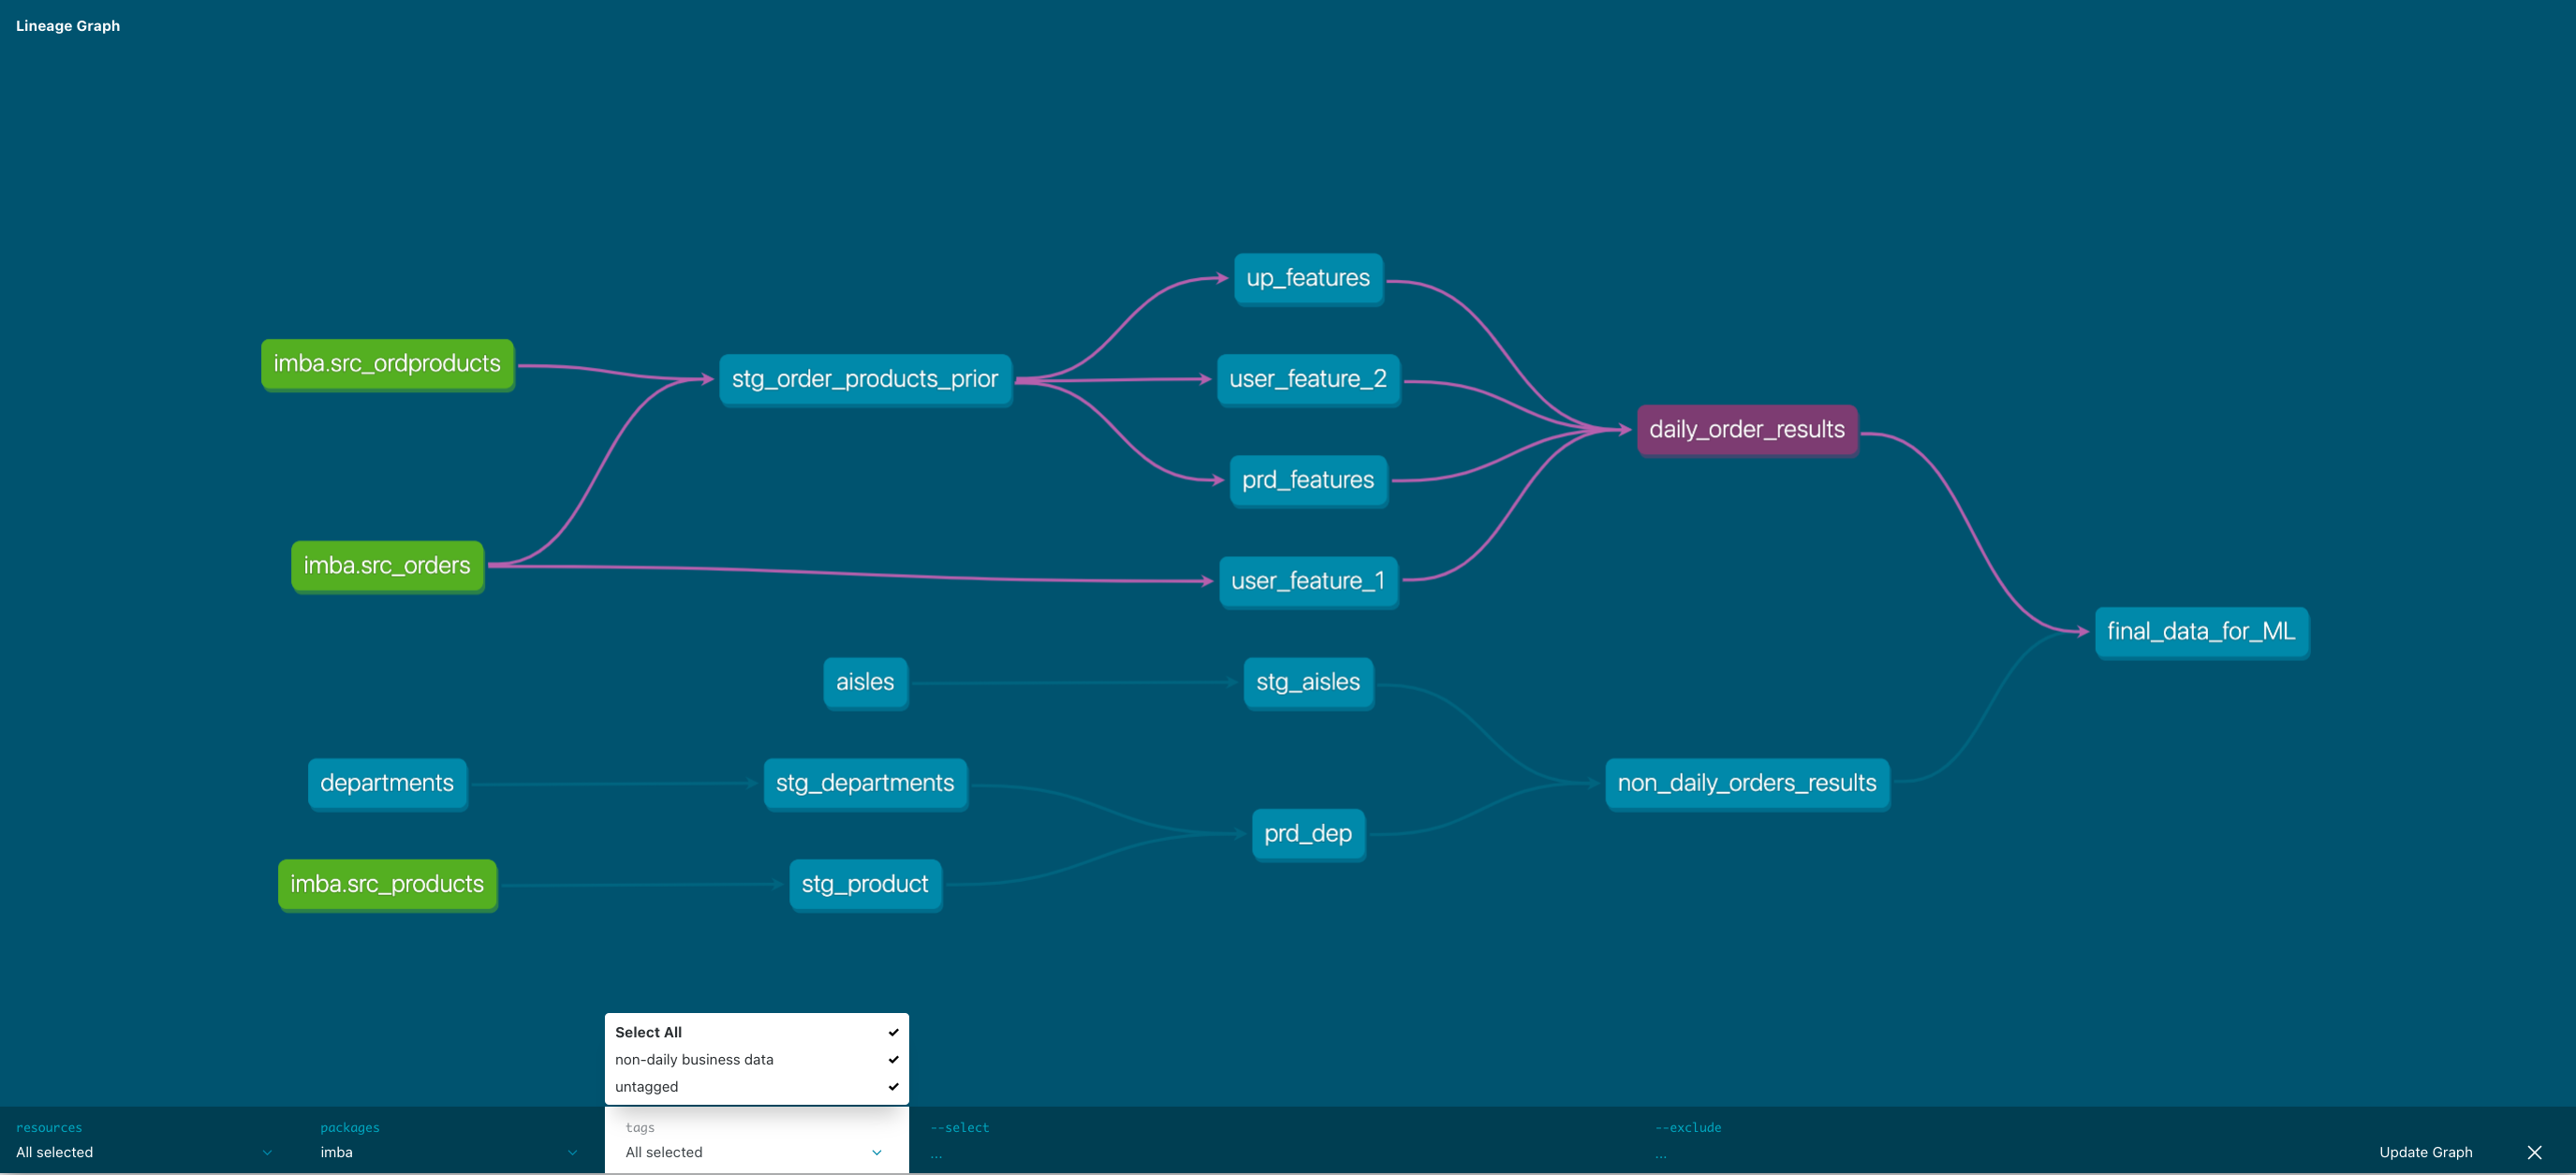 Lineage Graph
up_features
imba.src_ordproducts
stg_order_products_prior
user_feature_2
daily_order_results
prd_features
imba.src_orders
user_feature_1
final_data_for_ML
aisles
stg_aisles
departments
stg_departments
non_daily_orders_results
prd_dep
imba.src_products
stg_product
Select All
non-daily business data
untagged
resources
All selected
packages
imba
tags
All selected
--select
...
--exclude
...
Update Graph